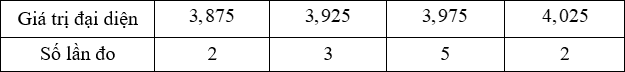 Giá trị đại diện 3,875 3,925 3,975 4,025
Số lần đo 2 3 5 2